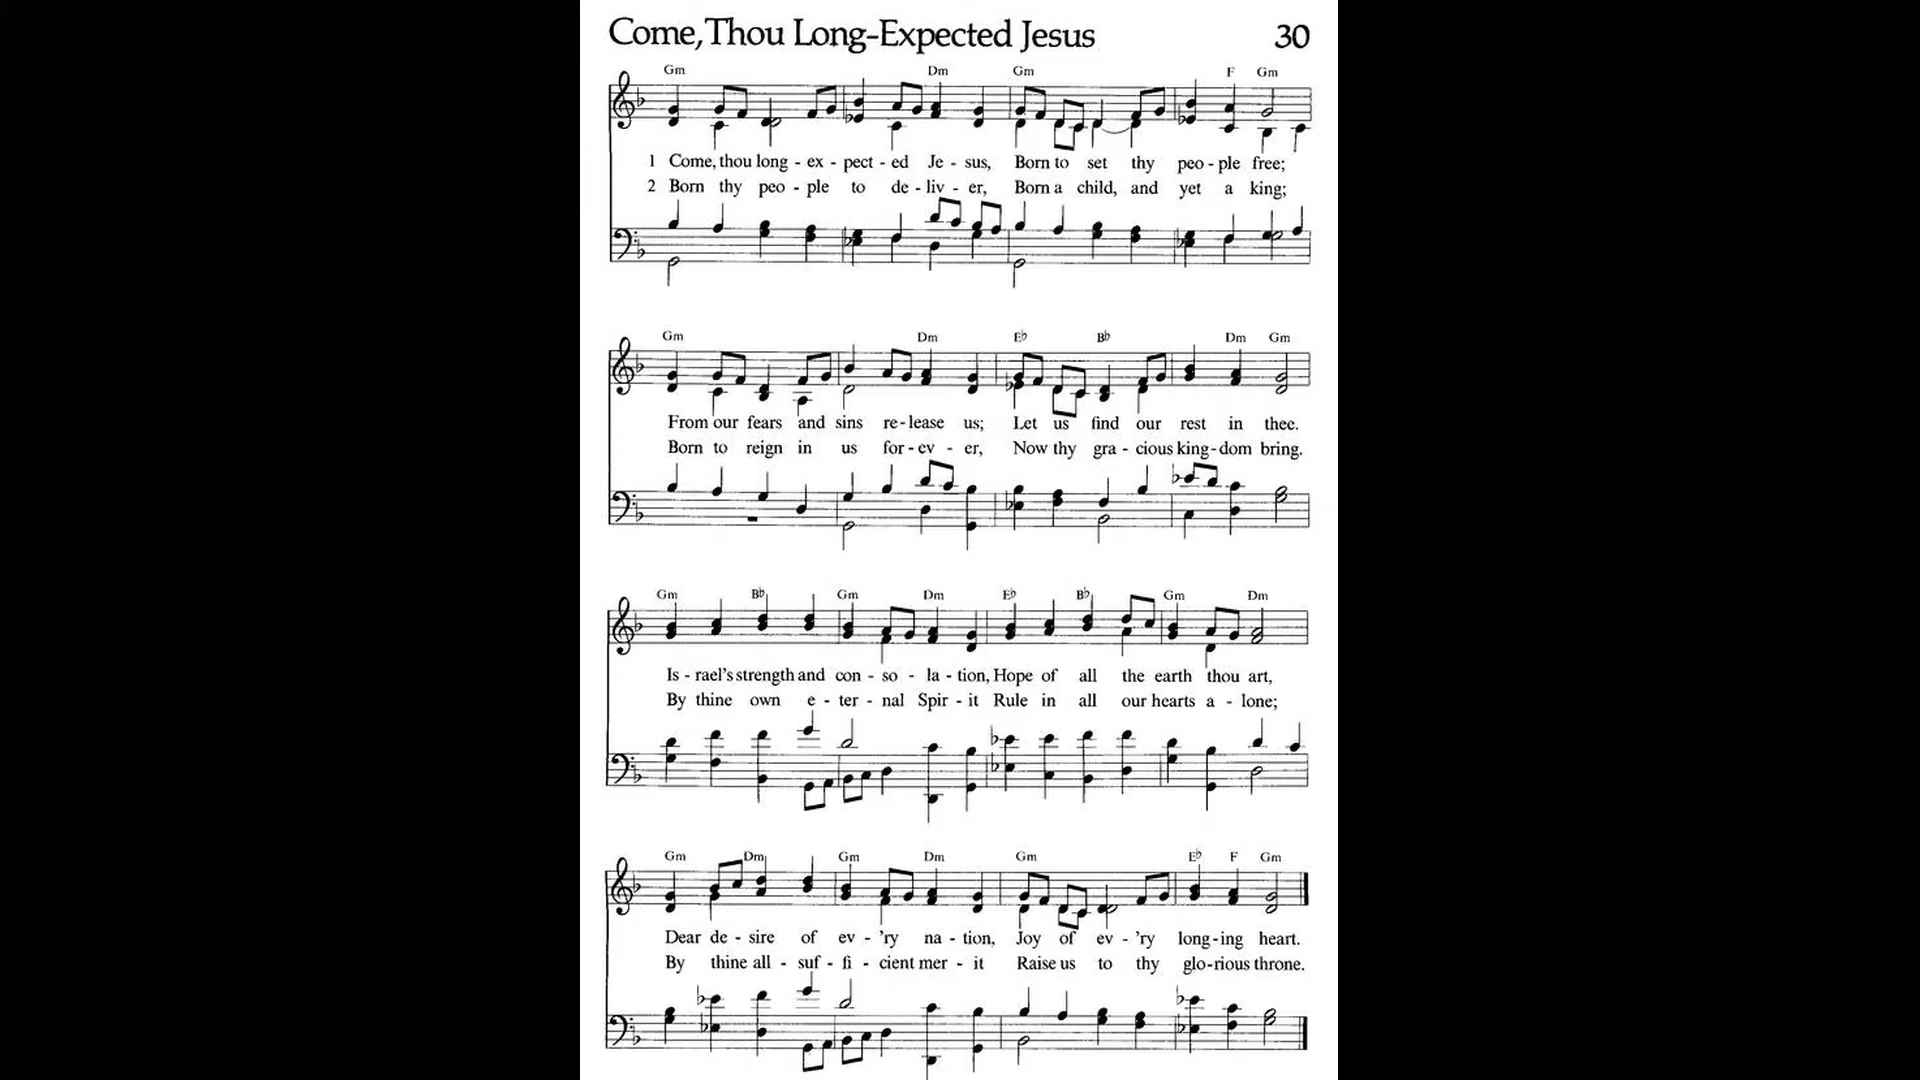 Come, Thou Long-Expected Jesus 30
Gm Dm Gm F Gm
1 Come, thou long - ex - pect - ed Je - sus, Born to set thy peo - ple free;
2 Born thy peo - ple to de - liv - er, Born a child, and yet a king;
Gm Dm E♭ B♭ Dm Gm
From our fears and sins re - lease us; Let us find our rest in thee.
Born to reign in us for - ev - er, Now thy gra - cious king - dom bring.
Gm B♭ Gm Dm E♭ B♭ Gm Dm
Is - rael's strength and con - so - la - tion, Hope of all the earth thou art,
By thine own e - ter - nal Spir - it Rule in all our hearts a - lone;
Gm Dm Gm Dm Gm E♭ F Gm
Dear de - sire of ev - 'ry na - tion, Joy of ev - 'ry long - ing heart.
By thine all - suf - fi - cient mer - it Raise us to thy glo - rious throne.